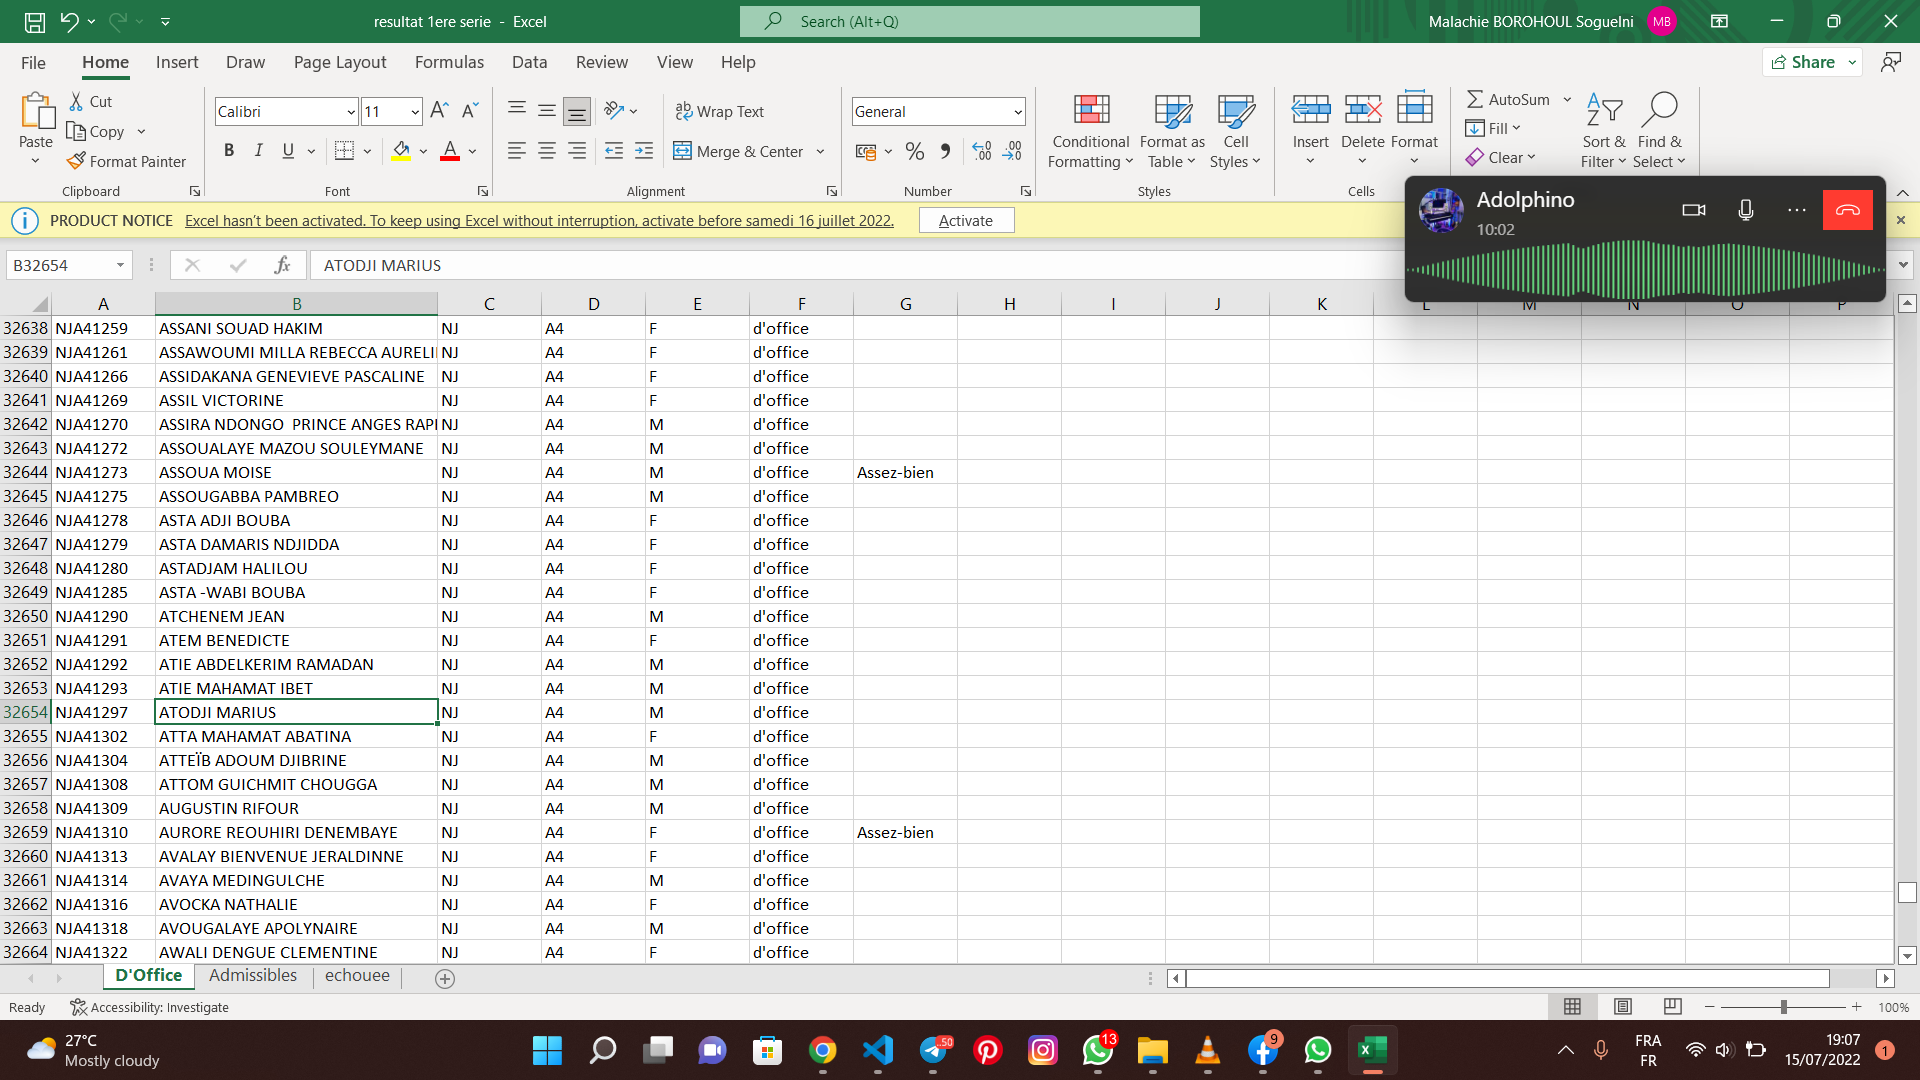 resultat 1ere serie - Excel
Search (Alt+Q)
Malachie BOROHOUL Soguelni MB
File Home Insert Draw Page Layout Formulas Data Review View Help Share
Paste Cut Copy Format Painter Clipboard
Calibri 11 B I U A Font
Wrap Text Merge & Center Alignment
General % Number
Conditional Formatting Format as Table Cell Styles Styles
Insert Delete Format Cells
AutoSum Fill Clear Sort & Filter Find & Select
PRODUCT NOTICE Excel hasn't been activated. To keep using Excel without interruption, activate before samedi 16 juillet 2022. Activate
Adolphino
10:02
B32654 fx ATODJI MARIUS
A B C D E F G H I J K L M N O P
32638 NJA41259 ASSANI SOUAD HAKIM NJ A4 F d'office
32639 NJA41261 ASSAWOUMI MILLA REBECCA AURELI NJ A4 F d'office
32640 NJA41266 ASSIDAKANA GENEVIEVE PASCALINE NJ A4 F d'office
32641 NJA41269 ASSIL VICTORINE NJ A4 F d'office
32642 NJA41270 ASSIRA NDONGO PRINCE ANGES RAP NJ A4 M d'office
32643 NJA41272 ASSOUALAYE MAZOU SOULEYMANE NJ A4 M d'office
32644 NJA41273 ASSOUA MOISE NJ A4 M d'office Assez-bien
32645 NJA41275 ASSOUGABBA PAMBREO NJ A4 M d'office
32646 NJA41278 ASTA ADJI BOUBA NJ A4 F d'office
32647 NJA41279 ASTA DAMARIS NDJIDDA NJ A4 F d'office
32648 NJA41280 ASTADJAM HALILOU NJ A4 F d'office
32649 NJA41285 ASTA -WABI BOUBA NJ A4 F d'office
32650 NJA41290 ATCHENEM JEAN NJ A4 M d'office
32651 NJA41291 ATEM BENEDICTE NJ A4 F d'office
32652 NJA41292 ATIE ABDELKERIM RAMADAN NJ A4 M d'office
32653 NJA41293 ATIE MAHAMAT IBET NJ A4 M d'office
32654 NJA41297 ATODJI MARIUS NJ A4 M d'office
32655 NJA41302 ATTA MAHAMAT ABATINA NJ A4 F d'office
32656 NJA41304 ATTEÏB ADOUM DJIBRINE NJ A4 M d'office
32657 NJA41308 ATTOM GUICHMIT CHOUGGA NJ A4 M d'office
32658 NJA41309 AUGUSTIN RIFOUR NJ A4 M d'office
32659 NJA41310 AURORE REOUHIRI DENEMBAYE NJ A4 F d'office Assez-bien
32660 NJA41313 AVALAY BIENVENUE JERALDINNE NJ A4 F d'office
32661 NJA41314 AVAYA MEDINGULCHE NJ A4 M d'office
32662 NJA41316 AVOCKA NATHALIE NJ A4 F d'office
32663 NJA41318 AVOUGALAYE APOLYNAIRE NJ A4 M d'office
32664 NJA41322 AWALI DENGUE CLEMENTINE NJ A4 F d'office
D'Office Admissibles echouee
Ready Accessibility: Investigate 100%
27°C
Mostly cloudy
.50 13 9
FRA
FR
19:07
15/07/2022
1